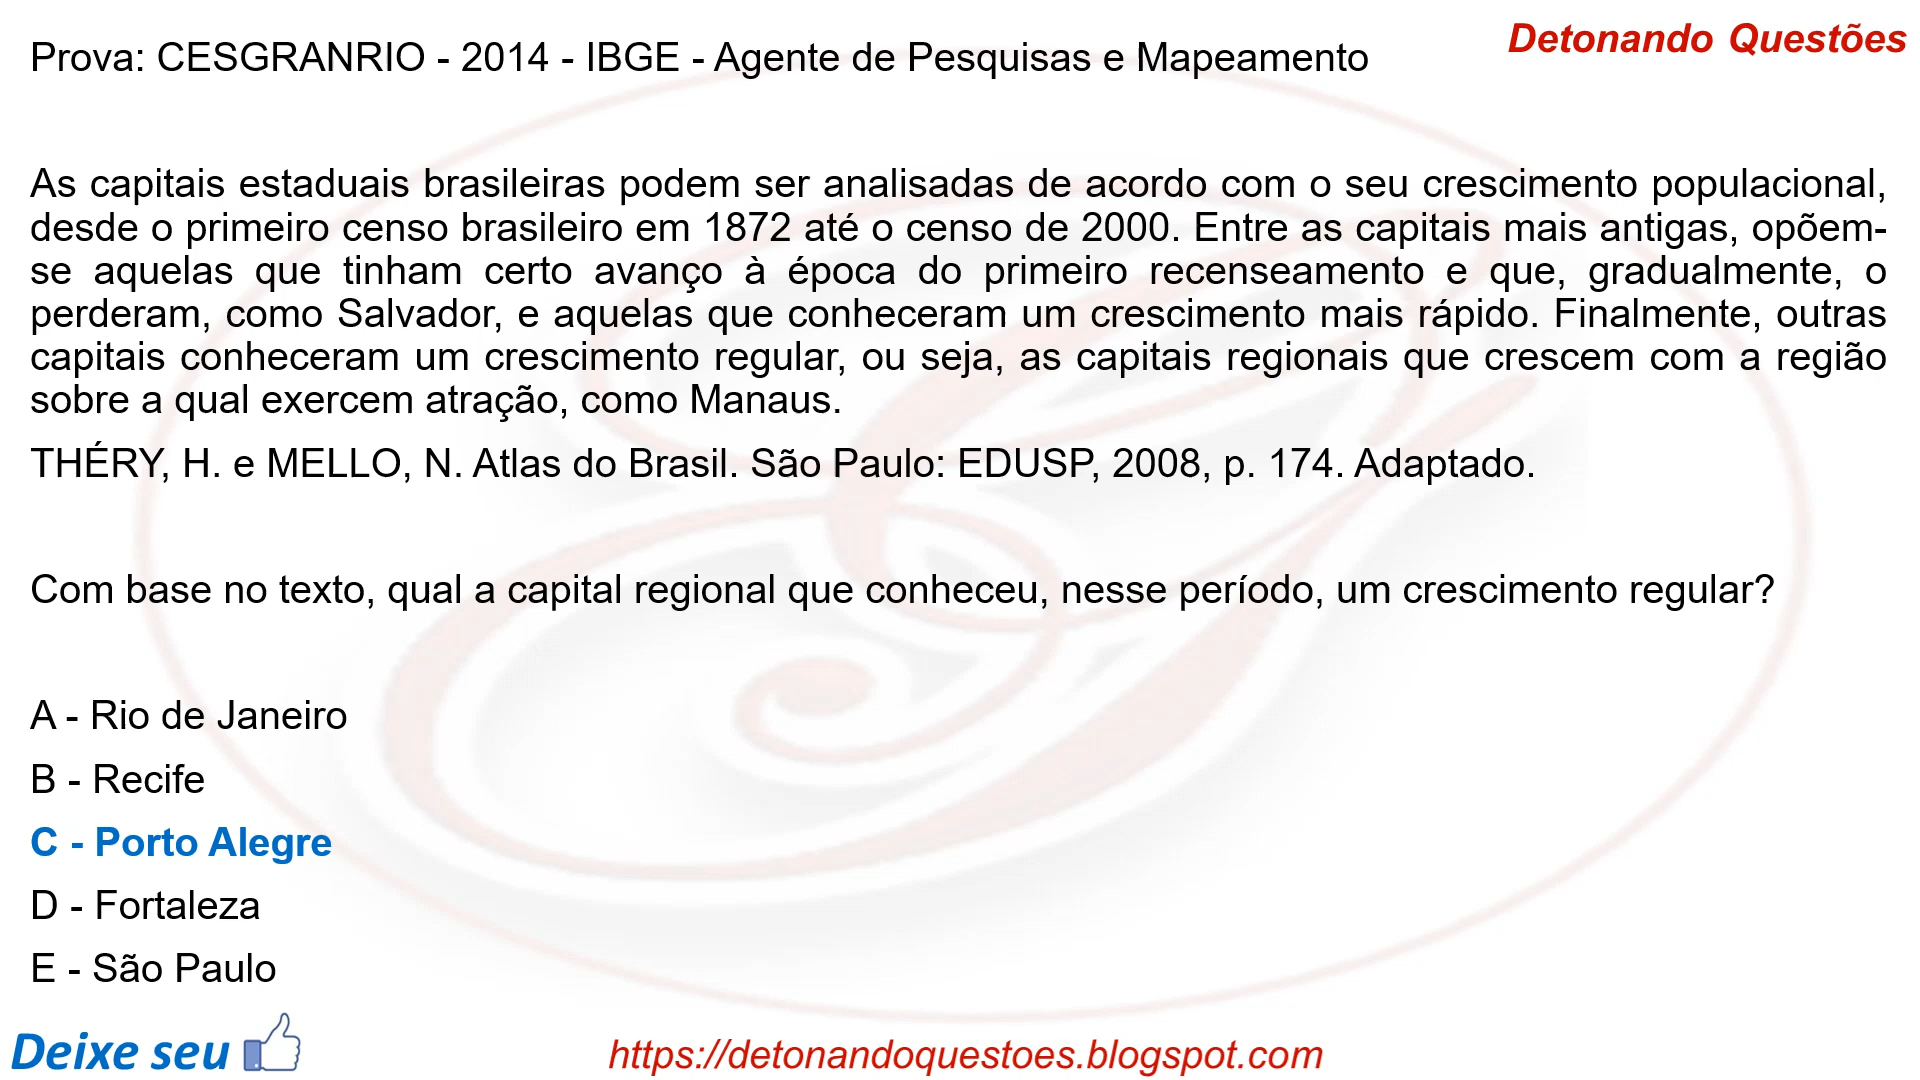 Prova: CESGRANRIO - 2014 - IBGE - Agente de Pesquisas e Mapeamento
Detonando Questões
As capitais estaduais brasileiras podem ser analisadas de acordo com o seu crescimento populacional,
desde o primeiro censo brasileiro em 1872 até o censo de 2000. Entre as capitais mais antigas, opõem-
se aquelas que tinham certo avanço à época do primeiro recenseamento e que, gradualmente, o
perderam, como Salvador, e aquelas que conheceram um crescimento mais rápido. Finalmente, outras
capitais conheceram um crescimento regular, ou seja, as capitais regionais que crescem com a região
sobre a qual exercem atração, como Manaus.
THÉRY, H. e MELLO, N. Atlas do Brasil. São Paulo: EDUSP, 2008, p. 174. Adaptado.
Com base no texto, qual a capital regional que conheceu, nesse período, um crescimento regular?
A - Rio de Janeiro
B - Recife
C - Porto Alegre
D - Fortaleza
E - São Paulo
Deixe seu
https://detonandoquestoes.blogspot.com